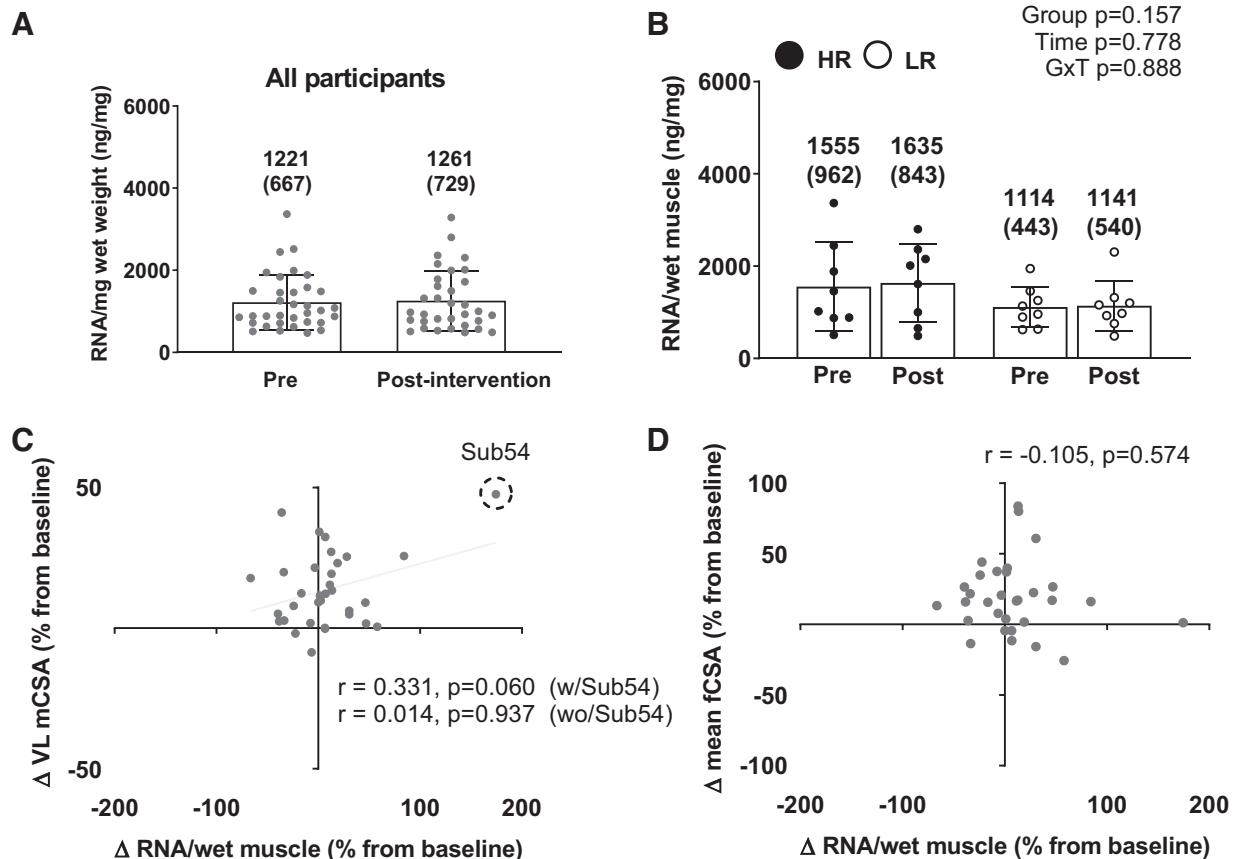 A
All participants
RNA/mg wet weight (ng/mg)
6000
4000
2000
0
1221
(667)
1261
(729)
Pre
Post-intervention
B
HR
LR
Group p=0.157
Time p=0.778
GxT p=0.888
RNA/wet muscle (ng/mg)
6000
4000
2000
0
1555
(962)
1635
(843)
1114
(443)
1141
(540)
Pre
Post
Pre
Post
C
Δ VL mCSA (% from baseline)
50
-50
Sub54
r = 0.331, p=0.060 (w/Sub54)
r = 0.014, p=0.937 (wo/Sub54)
-200
-100
100
200
Δ RNA/wet muscle (% from baseline)
D
Δ mean fCSA (% from baseline)
r = -0.105, p=0.574
100
50
-50
-100
-200
-100
100
200
Δ RNA/wet muscle (% from baseline)